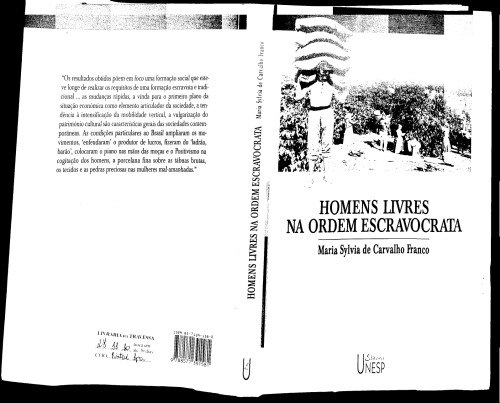 "Os resultados obtidos põem em foco uma formação social que este-
ve longe de realizar os requisitos de uma formação escravista e tradi-
cional ... as mudanças rápidas, a vinda para o primeiro plano da
situação econômica como elemento articulador da sociedade, a ten-
dência à intensificação da mobilidade vertical, a vulgarização do
patrimônio cultural são características gerais das sociedades contem-
porâneas. As condições particulares ao Brasil ampliaram os mo-
vimentos, 'enfeudaram' o produtor de lucros, fizeram do 'ladrão,
barão', colocaram o piano nas mãos das moças e o Positivismo na
cogitação dos homens, a porcelana fina sobre as tábuas brutas,
os tecidos e as pedras preciosas nas mulheres mal-amanhadas."
LIVRARIA DA TRAVESSA
HOMENS LIVRES NA ORDEM ESCRAVOCRATA
Maria Sylvia de Carvalho Franco
HOMENS LIVRES
NA ORDEM ESCRAVOCRATA
Maria Sylvia de Carvalho Franco
Editora
UNESP